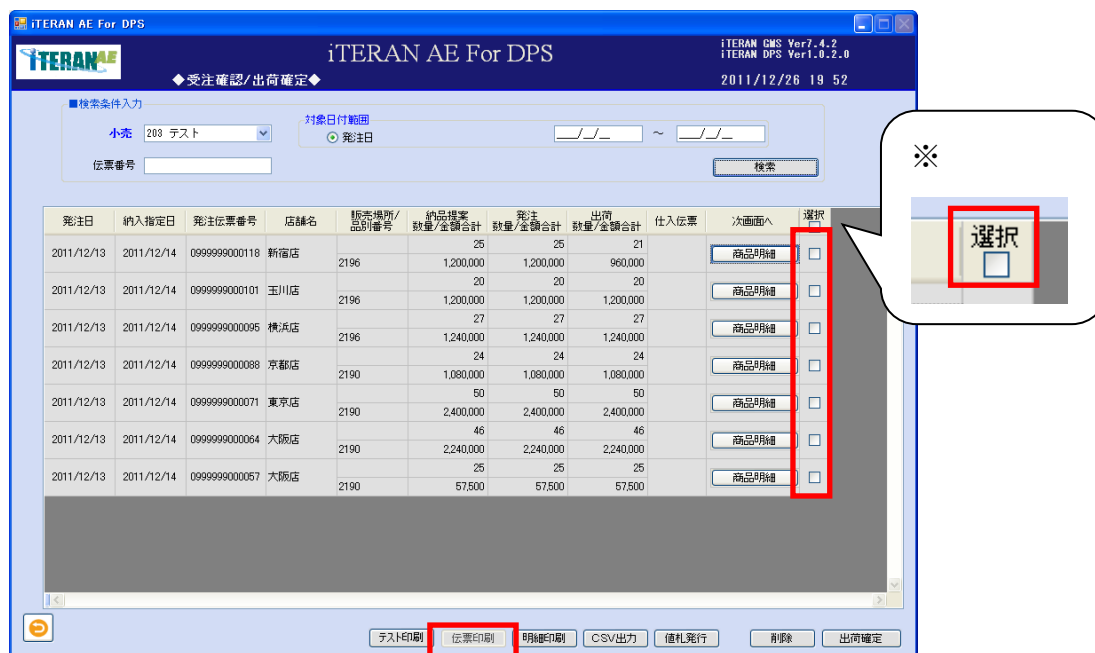 iTERAN AE For DPS
iTERAN AE
iTERAN AE For DPS
iTERAN GMS Ver7.4.2
iTERAN DPS Ver1.0.2.0
◆受注確認/出荷確定◆
2011/12/26 19 52
■検索条件入力
小売 203 テスト
対象日付範囲
発注日 __/_/_ ～ __/_/_
伝票番号
検索
発注日 納入指定日 発注伝票番号 店舗名 販売場所/品別番号 納品提案数量/金額合計 発注数量/金額合計 出荷数量/金額合計 仕入伝票 次画面へ 選択
2011/12/13 2011/12/14 0999999000118 新宿店 25 25 21 商品明細
2196 1,200,000 1,200,000 960,000
2011/12/13 2011/12/14 0999999000101 玉川店 20 20 20 商品明細
2196 1,200,000 1,200,000 1,200,000
2011/12/13 2011/12/14 0999999000095 横浜店 27 27 27 商品明細
2196 1,240,000 1,240,000 1,240,000
2011/12/13 2011/12/14 0999999000088 京都店 24 24 24 商品明細
2190 1,080,000 1,080,000 1,080,000
2011/12/13 2011/12/14 0999999000071 東京店 50 50 50 商品明細
2190 2,400,000 2,400,000 2,400,000
2011/12/13 2011/12/14 0999999000064 大阪店 46 46 46 商品明細
2190 2,240,000 2,240,000 2,240,000
2011/12/13 2011/12/14 0999999000057 大阪店 25 25 25 商品明細
2190 57,500 57,500 57,500
テスト印刷 伝票印刷 明細印刷 CSV出力 値札発行 削除 出荷確定
※
選択